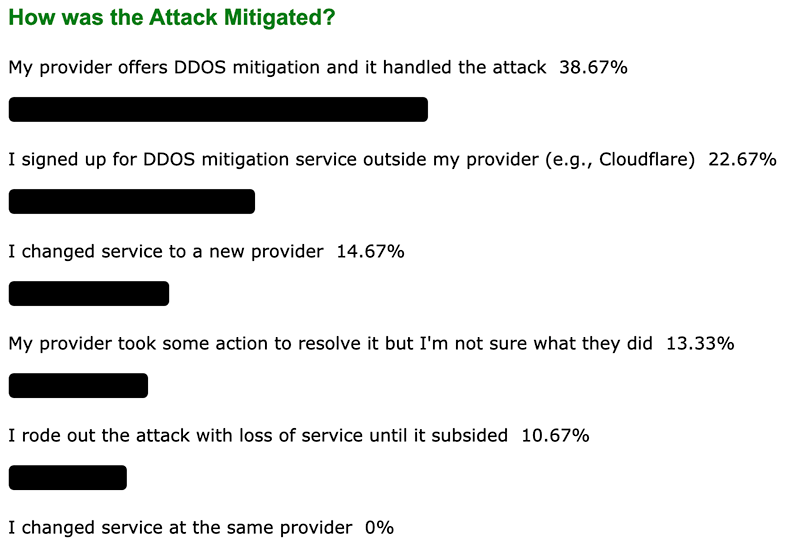 How was the Attack Mitigated?
My provider offers DDOS mitigation and it handled the attack 38.67%
I signed up for DDOS mitigation service outside my provider (e.g., Cloudflare) 22.67%
I changed service to a new provider 14.67%
My provider took some action to resolve it but I'm not sure what they did 13.33%
I rode out the attack with loss of service until it subsided 10.67%
I changed service at the same provider 0%